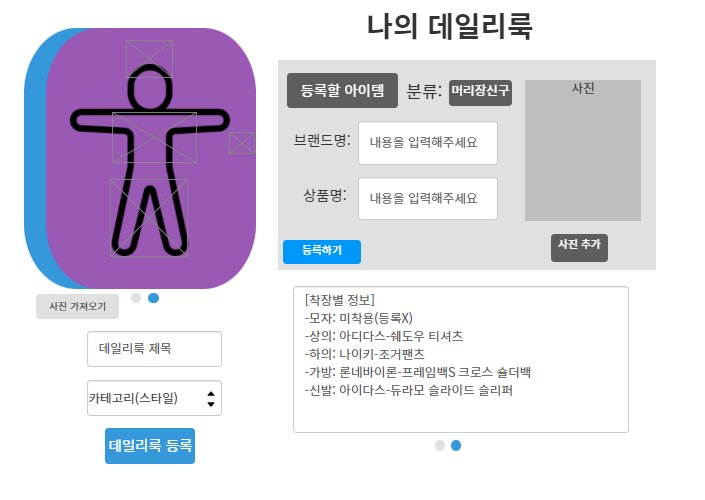 나의 데일리룩
등록할 아이템 분류: 머리장신구
사진
브랜드명: 내용을 입력해주세요
상품명: 내용을 입력해주세요
등록하기
사진 추가
사진 가져오기
데일리룩 제목
카테고리(스타일)
데일리룩 등록
[착장별 정보]
-모자: 미착용(등록X)
-상의: 아디다스-쉐도우 티셔츠
-하의: 나이키-조거팬츠
-가방: 론네바이론-프레임백S 크로스 숄더백
-신발: 아이다스-듀라모 슬라이드 슬리퍼